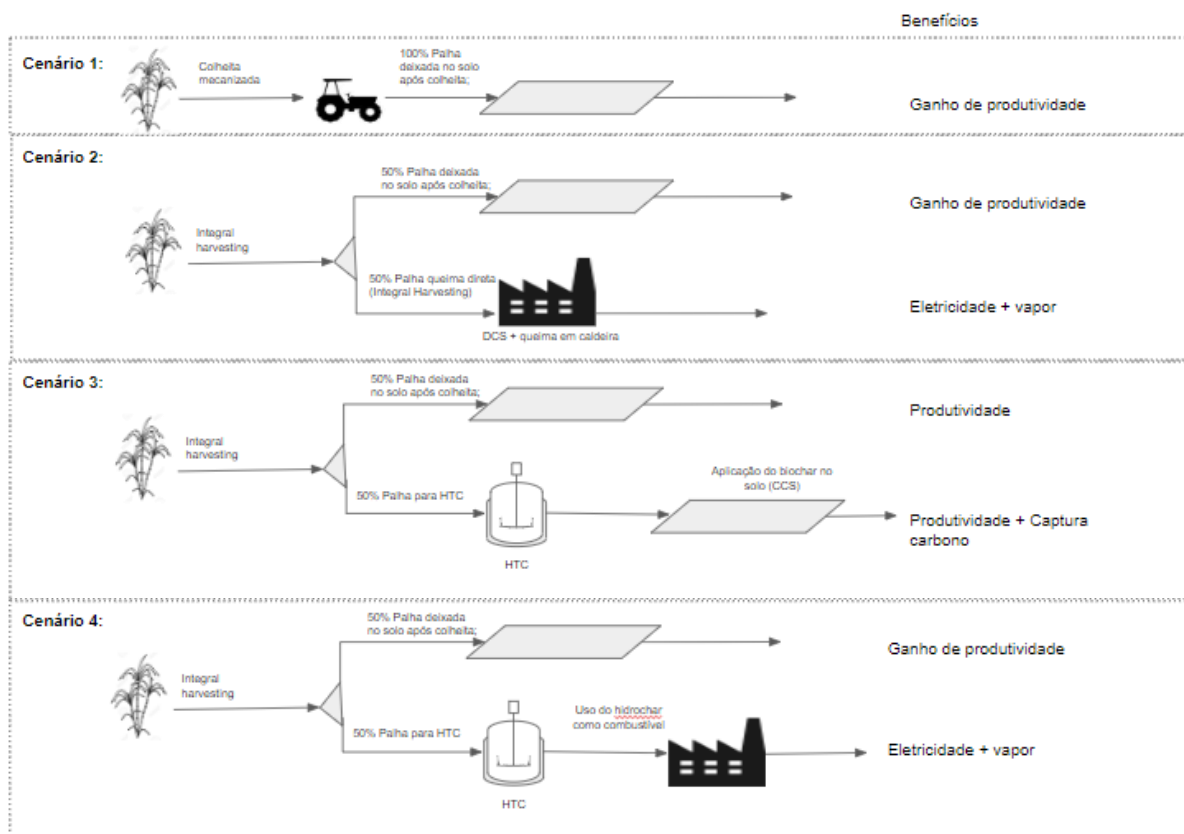 Benefícios
Cenário 1:
Colheita
mecanizada
100% Palha
deixada no solo
após colheita;
Ganho de produtividade
Cenário 2:
Integral
harvesting
50% Palha deixada
no solo após colheita;
Ganho de produtividade
50% Palha queima direta
(Integral Harvesting)
DCS + queima em caldeira
Eletricidade + vapor
Cenário 3:
Integral
harvesting
50% Palha deixada
no solo após colheita;
Produtividade
50% Palha para HTC
HTC
Aplicação do biochar no
solo (CCS)
Produtividade + Captura
carbono
Cenário 4:
Integral
harvesting
50% Palha deixada
no solo após colheita;
Ganho de produtividade
50% Palha para HTC
HTC
Uso do hidrochar
como combustível
Eletricidade + vapor